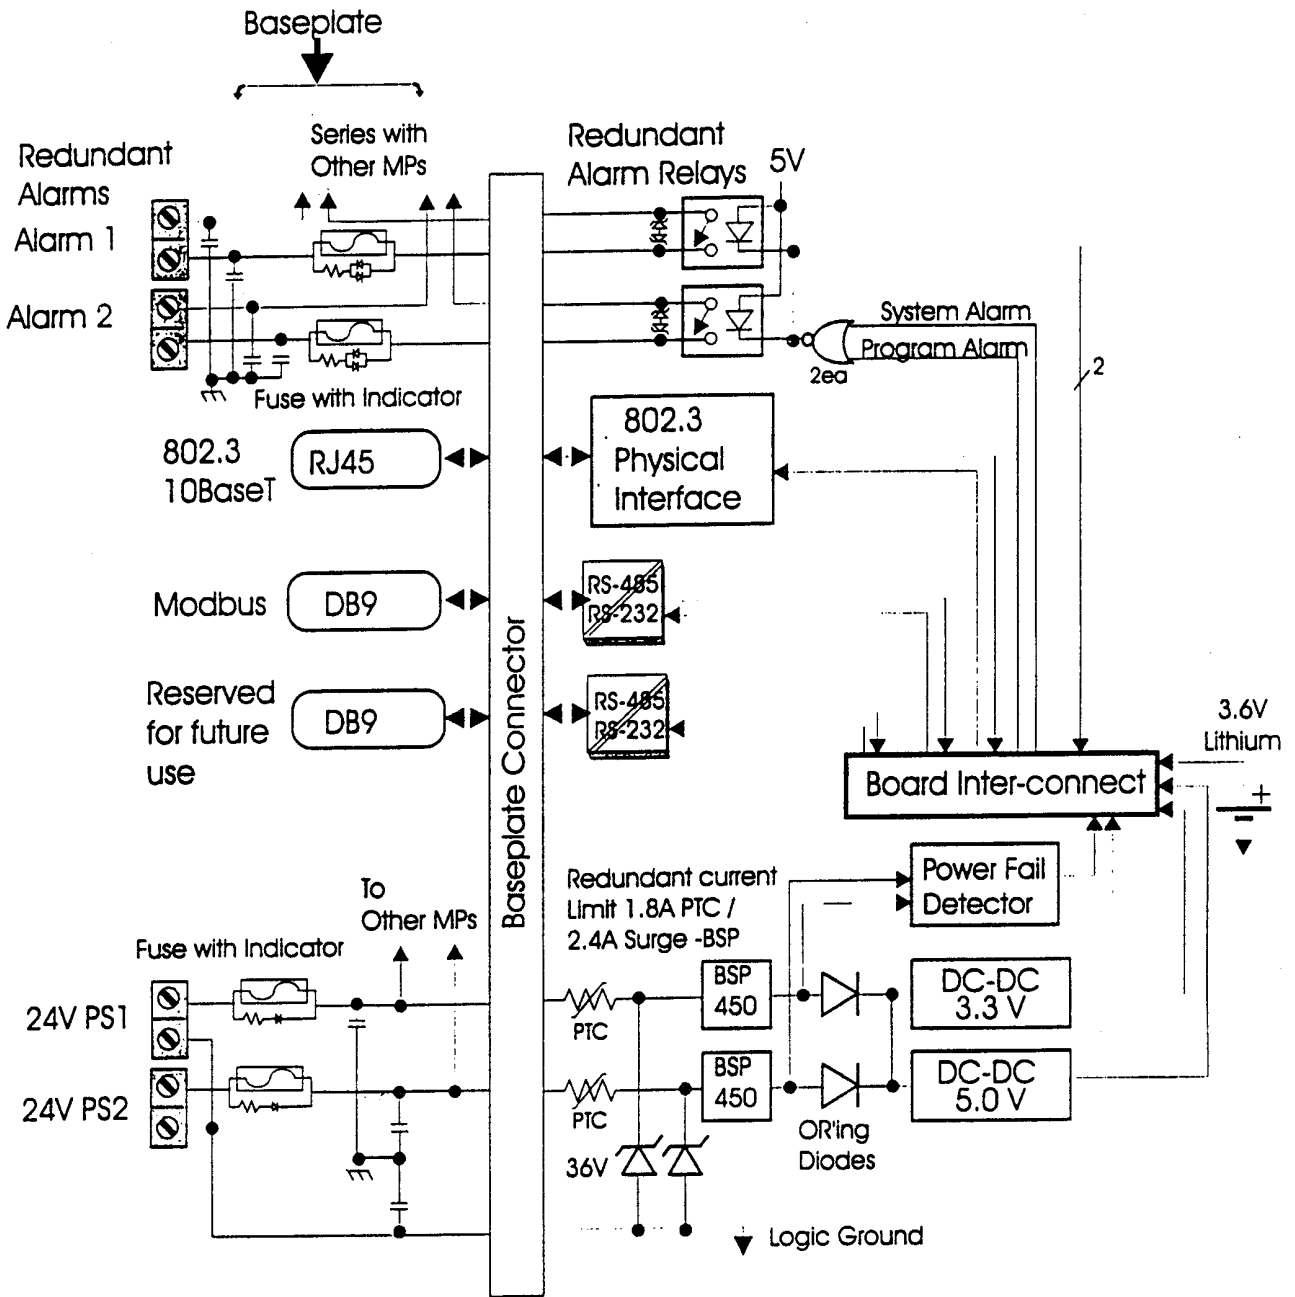 Baseplate
Series with
Other MPs
Redundant
Alarms
Alarm 1
Alarm 2
Fuse with Indicator
Redundant
Alarm Relays
5V
System Alarm
Program Alarm
2ea
2
802.3
10BaseT
RJ45
802.3
Physical
Interface
Modbus
DB9
RS-485
RS-232
Reserved
for future
use
DB9
RS-485
RS-232
Baseplate Connector
3.6V
Lithium
+
Board Inter-connect
Power Fail
Detector
Redundant current
Limit 1.8A PTC /
2.4A Surge -BSP
To
Other MPs
Fuse with Indicator
24V PS1
24V PS2
PTC
BSP
450
DC-DC
3.3 V
PTC
BSP
450
DC-DC
5.0 V
OR'ing
Diodes
36V
Logic Ground